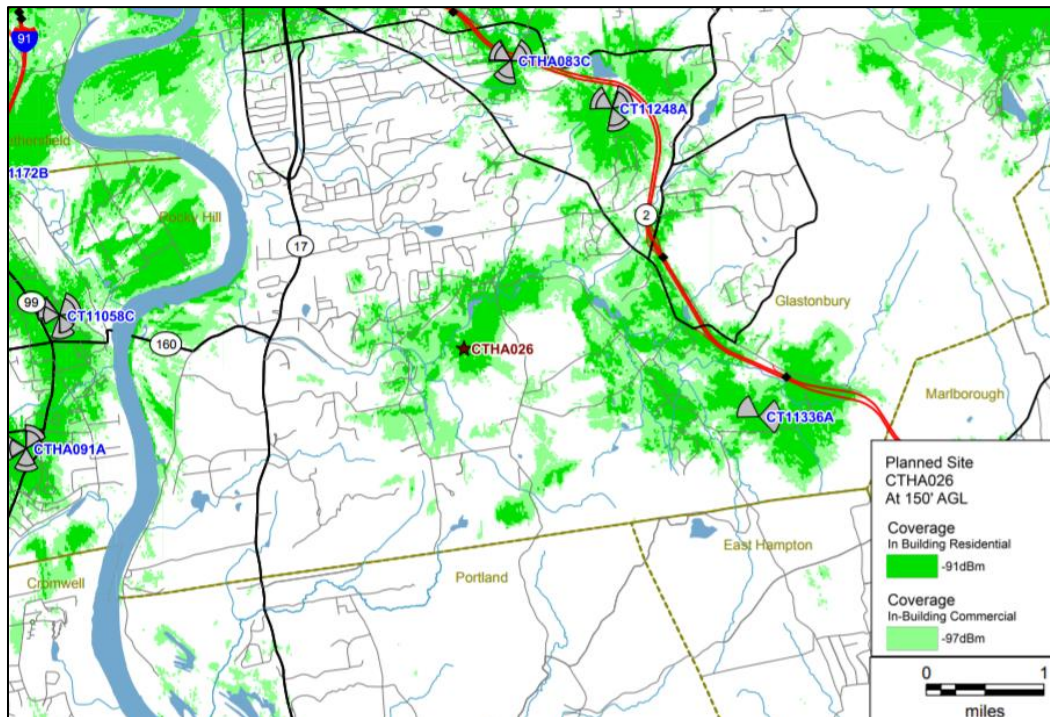 91
CTHA083C
CT11248A
1172B
Rocky Hill
2
17
Glastonbury
99
CT11058C
160
CTHA026
Marlborough
CT11336A
CTHA091A
Planned Site
CTHA026
At 150' AGL
Coverage
In Building Residential
-91dBm
Coverage
In-Building Commercial
-97dBm
East Hampton
Portland
Cromwell
0 1
miles